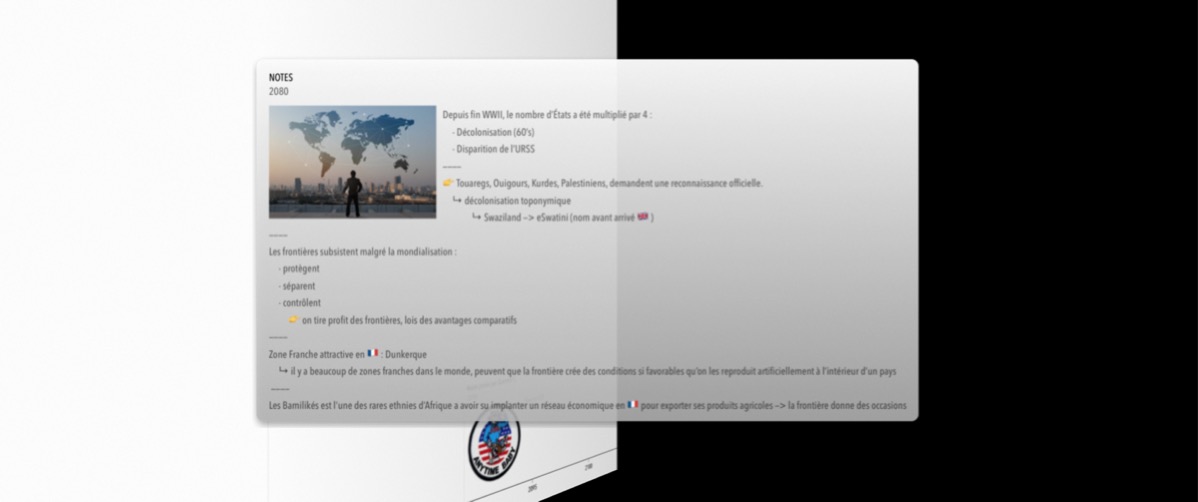 NOTES
2080
Depuis fin WWII, le nombre d'États a été multiplié par 4 :
- Décolonisation (60's)
- Disparition de l'URSS
-----
👉 Touaregs, Ouigours, Kurdes, Palestiniens, demandent une reconnaissance officielle.
↪ décolonisation toponymique
↪ Swaziland –> eSwatini (nom avant arrivé 🇬🇧 )
-----
Les frontières subsistent malgré la mondialisation :
- protègent
- séparent
- contrôlent
👉 on tire profit des frontières, lois des avantages comparatifs
-----
Zone Franche attractive en 🇫🇷 : Dunkerque
↪ il y a beaucoup de zones franches dans le monde, peuvent que la frontière crée des conditions si favorables qu'on les reproduit artificiellement à l'intérieur d'un pays
-----
Les Bamilikés est l'une des rares ethnies d'Afrique a avoir su implanter un réseau économique en 🇫🇷 pour exporter ses produits agricoles –> la frontière donne des occasions
ANYTIME BABY